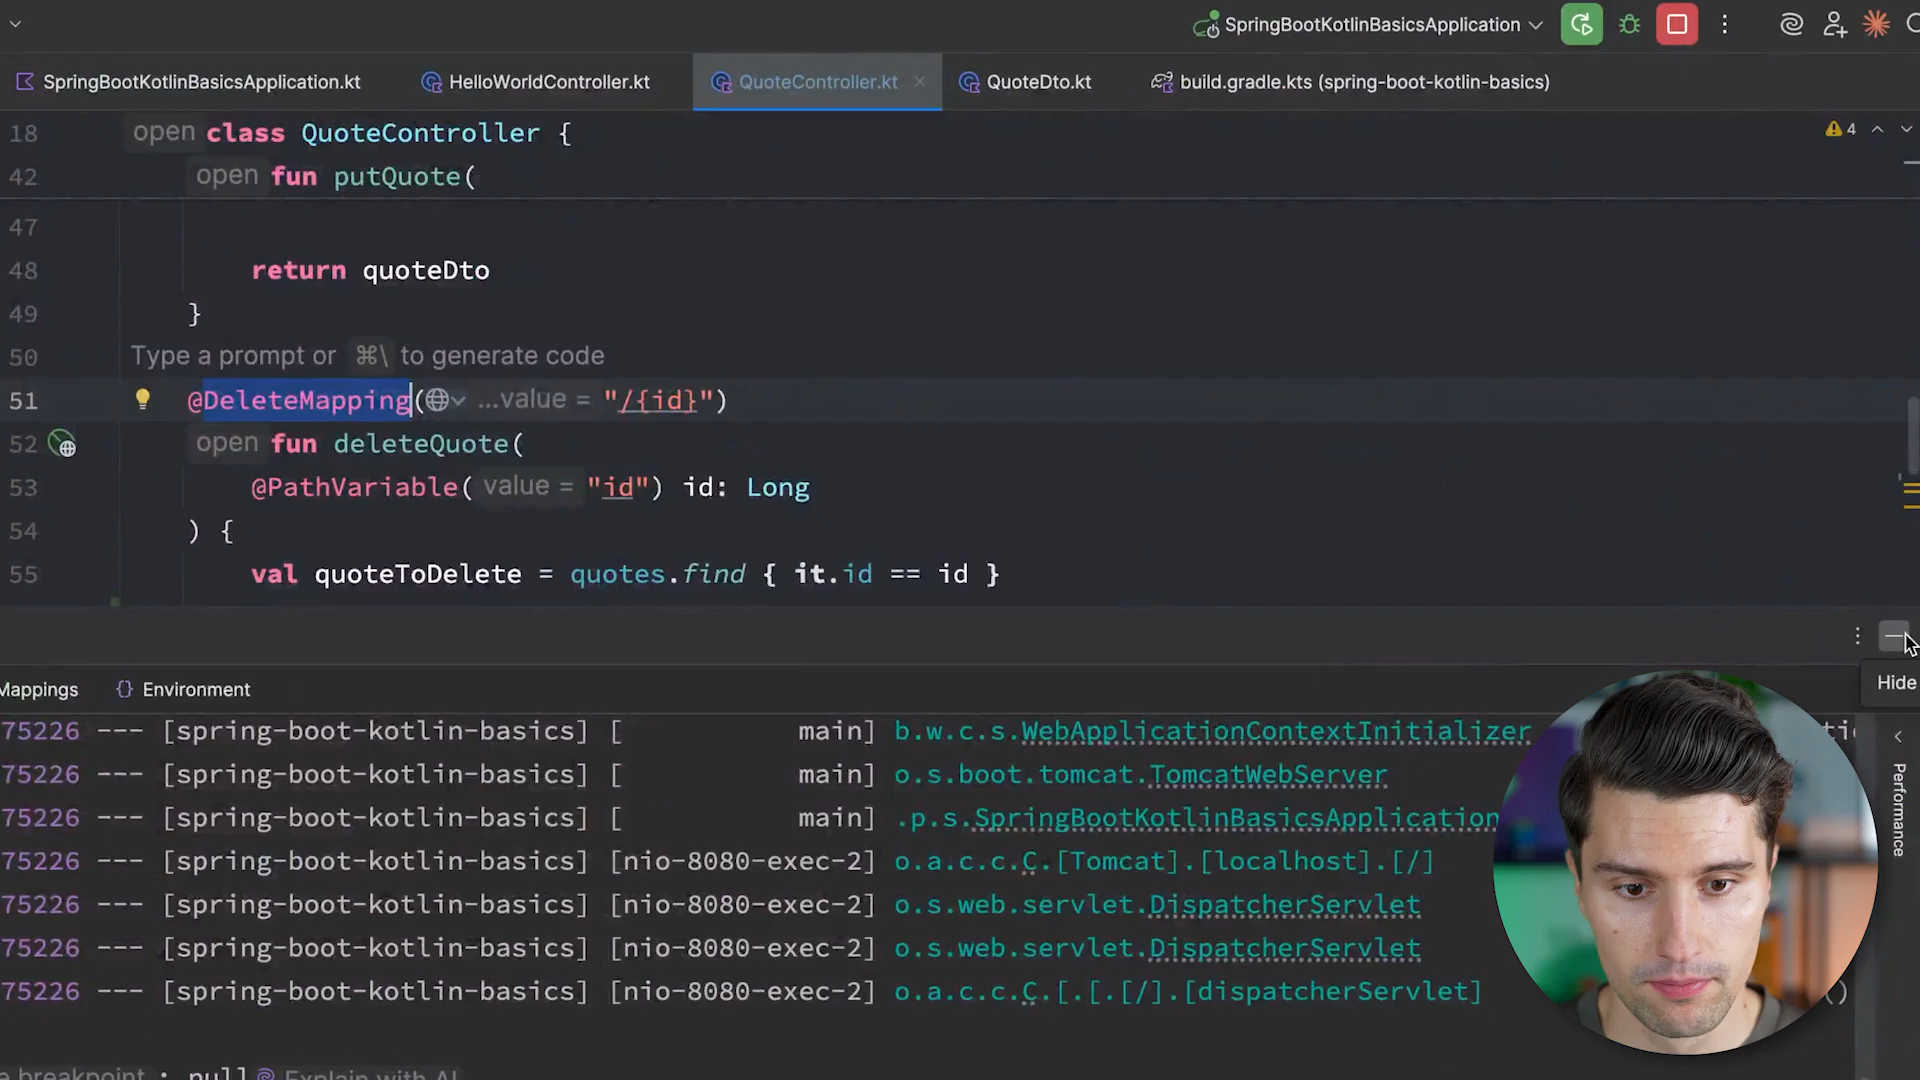 SpringBootKotlinBasicsApplication
SpringBootKotlinBasicsApplication.kt HelloWorldController.kt QuoteController.kt QuoteDto.kt build.gradle.kts (spring-boot-kotlin-basics)
18 open class QuoteController {
4
42 open fun putQuote(
47
48 return quoteDto
49 }
50 Type a prompt or ⌘\ to generate code
51 @DeleteMapping( ...value = "/{id}")
52 open fun deleteQuote(
53 @PathVariable( value = "id") id: Long
54 ) {
55 val quoteToDelete = quotes.find { it.id == id }
Hide
Mappings {} Environment
75226 --- [spring-boot-kotlin-basics] [ main] b.w.c.s.WebApplicationContextInitializer
75226 --- [spring-boot-kotlin-basics] [ main] o.s.boot.tomcat.TomcatWebServer
75226 --- [spring-boot-kotlin-basics] [ main] .p.s.SpringBootKotlinBasicsApplication
75226 --- [spring-boot-kotlin-basics] [nio-8080-exec-2] o.a.c.c.C.[Tomcat].[localhost].[/]
75226 --- [spring-boot-kotlin-basics] [nio-8080-exec-2] o.s.web.servlet.DispatcherServlet
75226 --- [spring-boot-kotlin-basics] [nio-8080-exec-2] o.s.web.servlet.DispatcherServlet
75226 --- [spring-boot-kotlin-basics] [nio-8080-exec-2] o.a.c.c.C.[.[.[/].[dispatcherServlet] ()
breakpoint : null Explain with AI
Performance